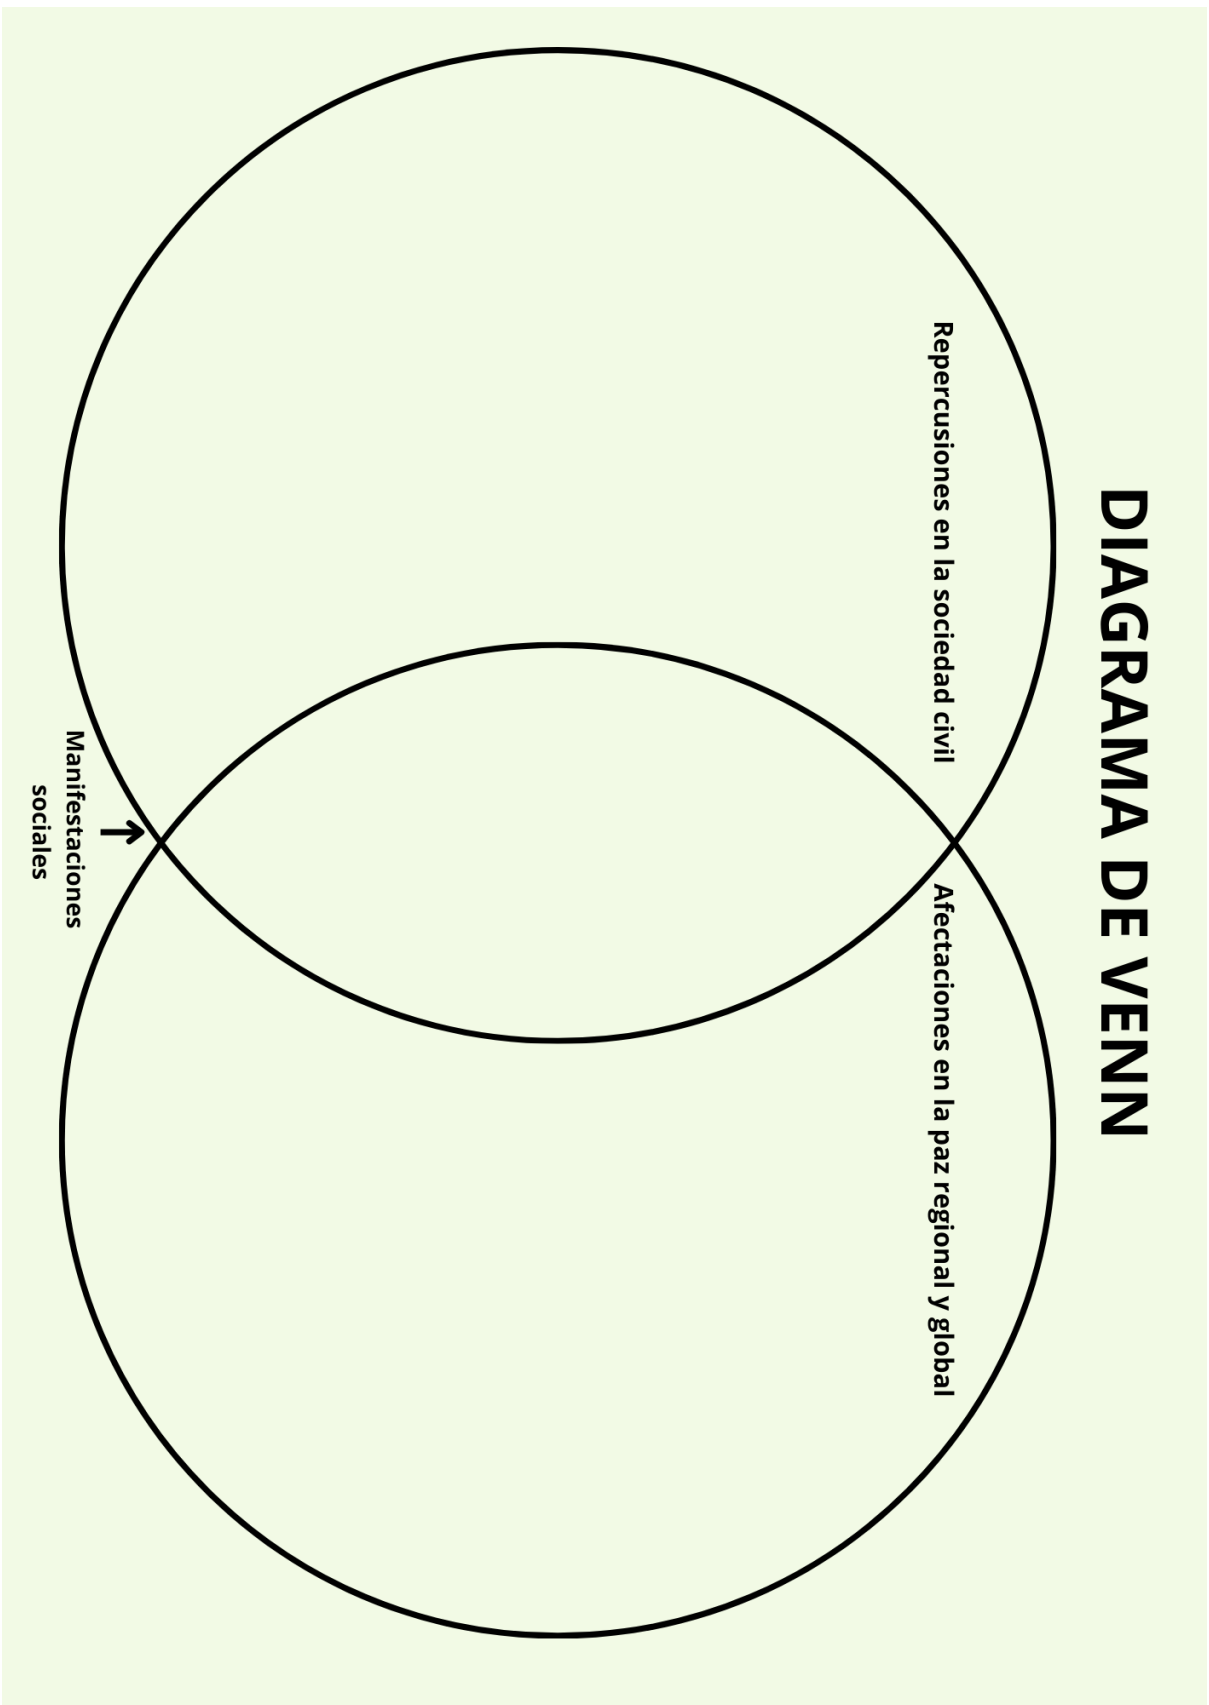 DIAGRAMA DE VENN
Repercusiones en la sociedad civil
Afectaciones en la paz regional y global
Manifestaciones
sociales